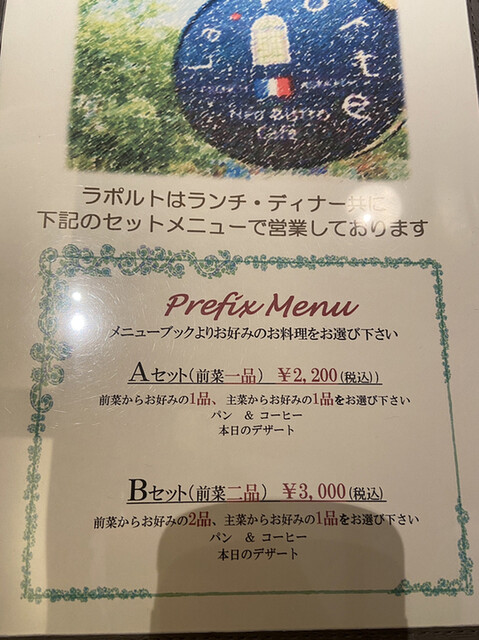 La Porte
Neo Bistro
Cafe
ラポルトはランチ・ディナー共に
下記のセットメニューで営業しております
Prefix Menu
メニューブックよりお好みのお料理をお選び下さい
Aセット(前菜一品) ¥2,200(税込))
前菜からお好みの1品、主菜からお好みの1品をお選び下さい
パン & コーヒー
本日のデザート
Bセット(前菜二品) ¥3,000(税込)
前菜からお好みの2品、主菜からお好みの1品をお選び下さい
パン & コーヒー
本日のデザート